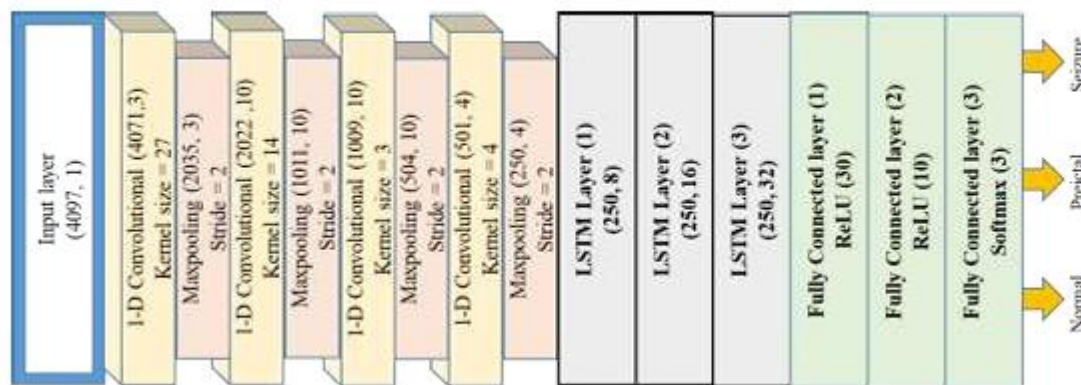 Input layer
(4097, 1)
1-D Convolutional (4071,3)
Kernel size = 27
Maxpooling (2035, 3)
Stride = 2
1-D Convolutional (2022 ,10)
Kernel size = 14
Maxpooling (1011, 10)
Stride = 2
1-D Convolutional (1009, 10)
Kernel size = 3
Maxpooling (504, 10)
Stride = 2
1-D Convolutional (501, 4)
Kernel size = 4
Maxpooling (250, 4)
Stride = 2
LSTM Layer (1)
(250, 8)
LSTM Layer (2)
(250, 16)
LSTM Layer (3)
(250, 32)
Fully Connected layer (1)
ReLU (30)
Fully Connected Layer (2)
ReLU (10)
Fully Connected Layer (3)
Softmax (3)
Normal
Preictal
Seizure